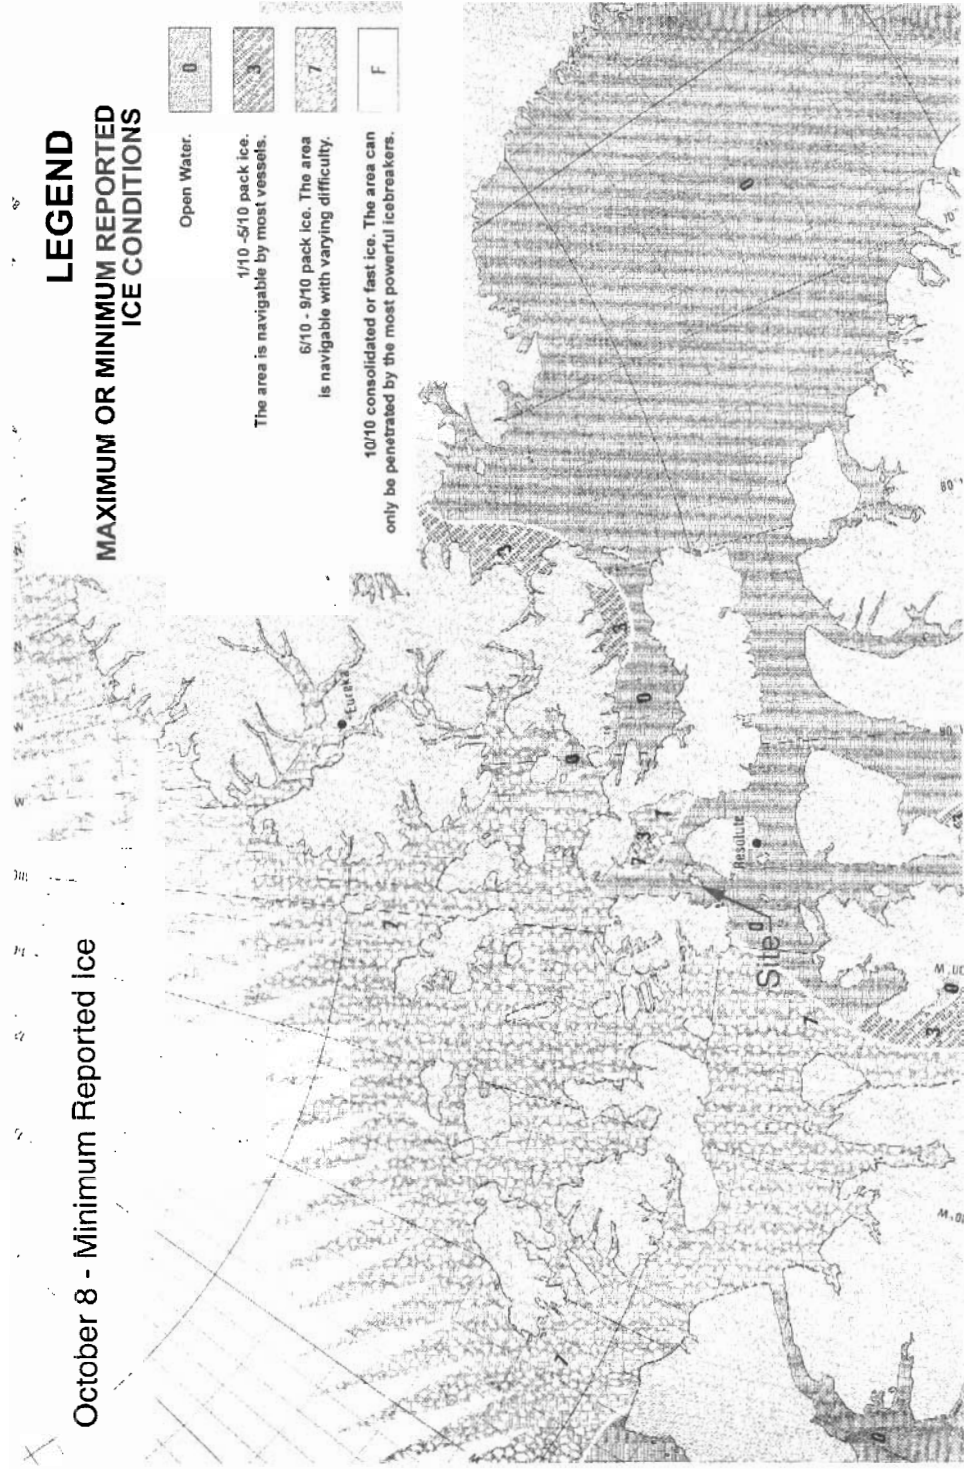 October 8 - Minimum Reported Ice
LEGEND
MAXIMUM OR MINIMUM REPORTED
ICE CONDITIONS
Open Water.
0
1/10 -5/10 pack ice.
The area is navigable by most vessels.
3
6/10 - 9/10 pack ice. The area
is navigable with varying difficulty.
7
10/10 consolidated or fast ice. The area can
only be penetrated by the most powerful icebreakers.
F
Eureka
Resolute
Site
7
7
7
0
0
3
3
7
3
7
0
0
3
0
0